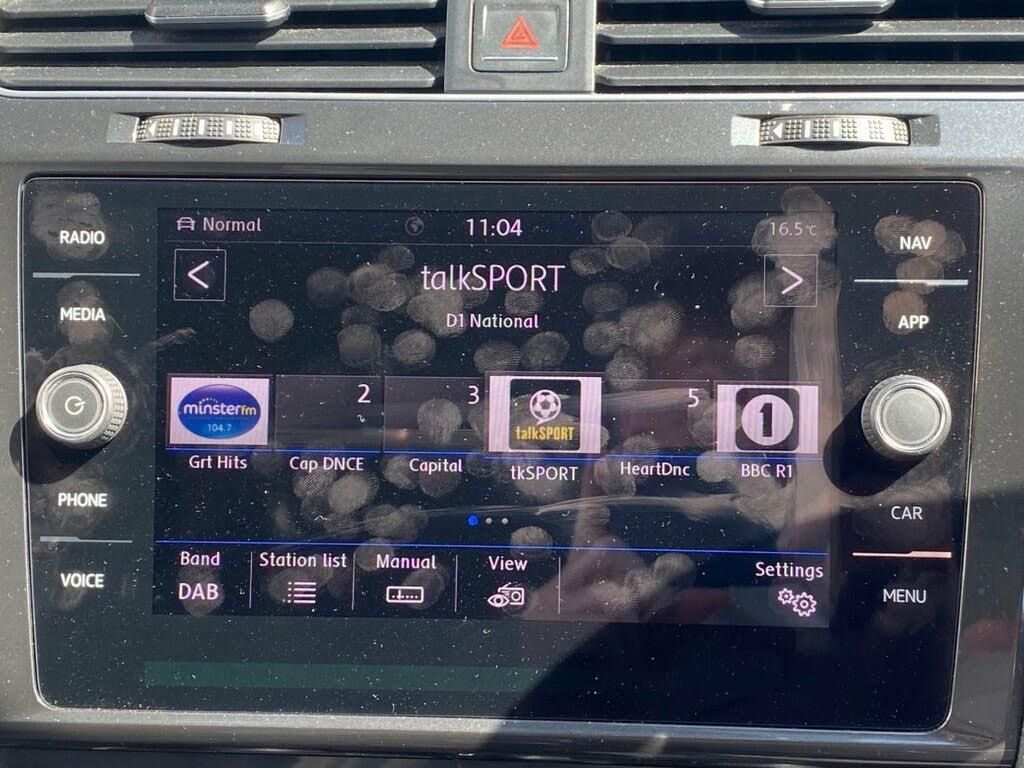 RADIO
MEDIA
PHONE
VOICE
Normal
11:04
16.5°C
< talkSPORT >
D1 National
minsterfm
104.7
2
3
talkSPORT
5
1
Grt Hits
Cap DNCE
Capital
tkSPORT
HeartDnc
BBC R1
Band
DAB
Station list
Manual
View
Settings
NAV
APP
CAR
MENU